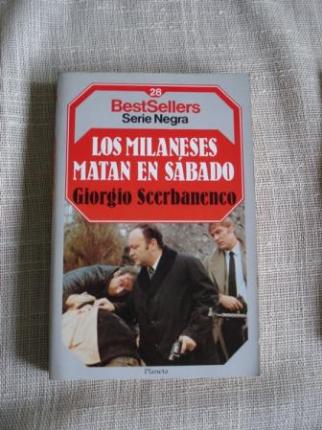 28
BestSellers
Serie Negra
LOS MILANESES
MATAN EN SÁBADO
Giorgio Scerbanenco
Planeta